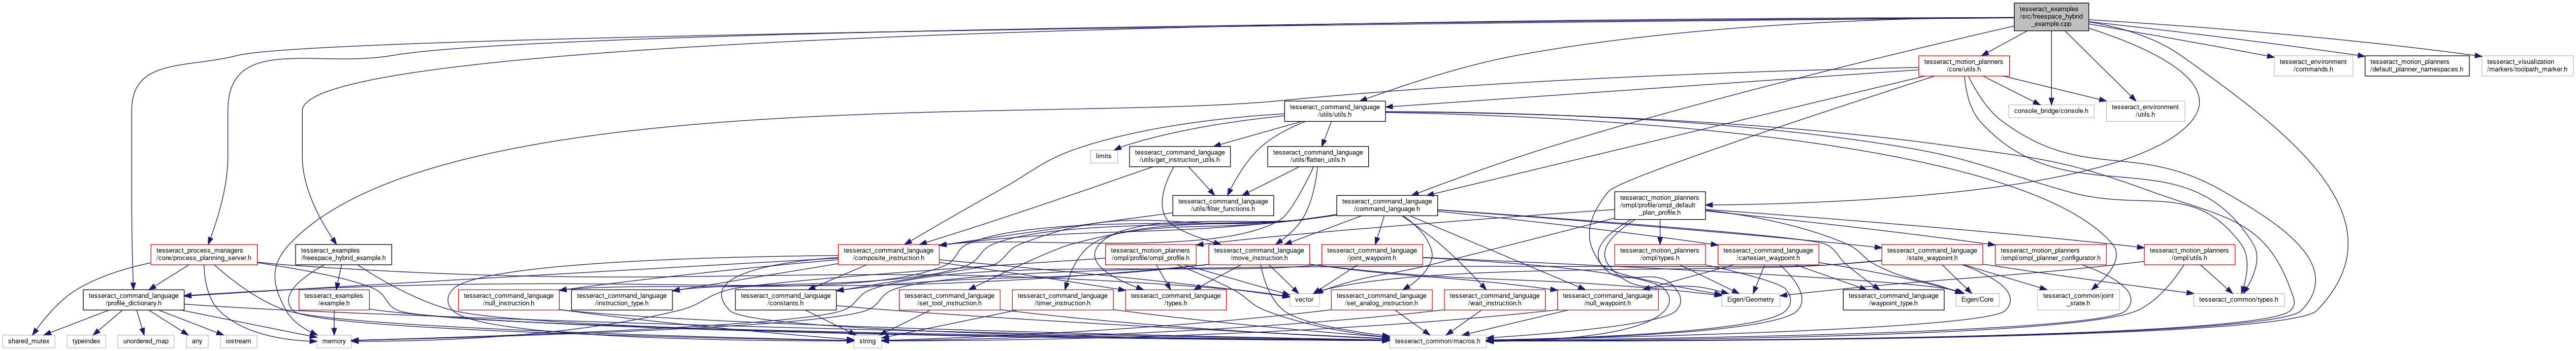 tesseract_examples
/src/freespace_hybrid
_example.cpp
tesseract_motion_planners
/core/utils.h
tesseract_environment
/commands.h
tesseract_motion_planners
/default_planner_namespaces.h
tesseract_visualization
/markers/toolpath_marker.h
tesseract_command_language
/utils/utils.h
console_bridge/console.h
tesseract_environment
/utils.h
limits
tesseract_command_language
/utils/get_instruction_utils.h
tesseract_command_language
/utils/flatten_utils.h
tesseract_command_language
/utils/filter_functions.h
tesseract_command_language
/command_language.h
tesseract_motion_planners
/ompl/profile/ompl_default
_plan_profile.h
tesseract_process_managers
/core/process_planning_server.h
tesseract_examples
/freespace_hybrid_example.h
tesseract_command_language
/composite_instruction.h
tesseract_motion_planners
/ompl/profile/ompl_profile.h
tesseract_command_language
/move_instruction.h
tesseract_command_language
/joint_waypoint.h
tesseract_motion_planners
/ompl/types.h
tesseract_command_language
/cartesian_waypoint.h
tesseract_command_language
/state_waypoint.h
tesseract_motion_planners
/ompl/ompl_planner_configurator.h
tesseract_motion_planners
/ompl/utils.h
tesseract_command_language
/profile_dictionary.h
tesseract_examples
example.h
tesseract_command_language
/null_instruction.h
tesseract_command_language
/instruction_type.h
tesseract_command_language
/constants.h
tesseract_command_language
/set_tool_instruction.h
tesseract_command_language
/timer_instruction.h
tesseract_command_language
/types.h
vector
tesseract_command_language
/set_analog_instruction.h
tesseract_command_language
/wait_instruction.h
tesseract_command_language
/null_waypoint.h
Eigen/Geometry
tesseract_command_language
/waypoint_type.h
Eigen/Core
tesseract_common/joint
_state.h
tesseract_common/types.h
shared_mutex
typeindex
unordered_map
any
iostream
memory
string
tesseract_common/macros.h